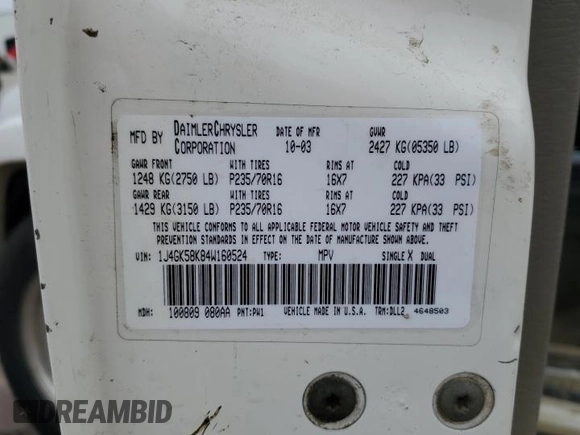 MFD BY DAIMLERCHRYSLER CORPORATION DATE OF MFR 10-03 GVWR 2427 KG(05350 LB)
GAWR FRONT WITH TIRES RIMS AT COLD
1248 KG(2750 LB) P235/70R16 16X7 227 KPA(33 PSI)
GAWR REAR WITH TIRES RIMS AT COLD
1429 KG(3150 LB) P235/70R16 16X7 227 KPA(33 PSI)
THIS VEHICLE CONFORMS TO ALL APPLICABLE FEDERAL MOTOR VEHICLE SAFETY AND THEFT
PREVENTION STANDARDS IN EFFECT ON THE DATE OF MANUFACTURE SHOWN ABOVE.
VIN: 1J4GK58K84W160524 TYPE: MPV SINGLE X DUAL
MDH: 100809 080AA PNT:PW1 VEHICLE MADE IN U.S.A. TRM:DLL2 4648503
DREAMBID